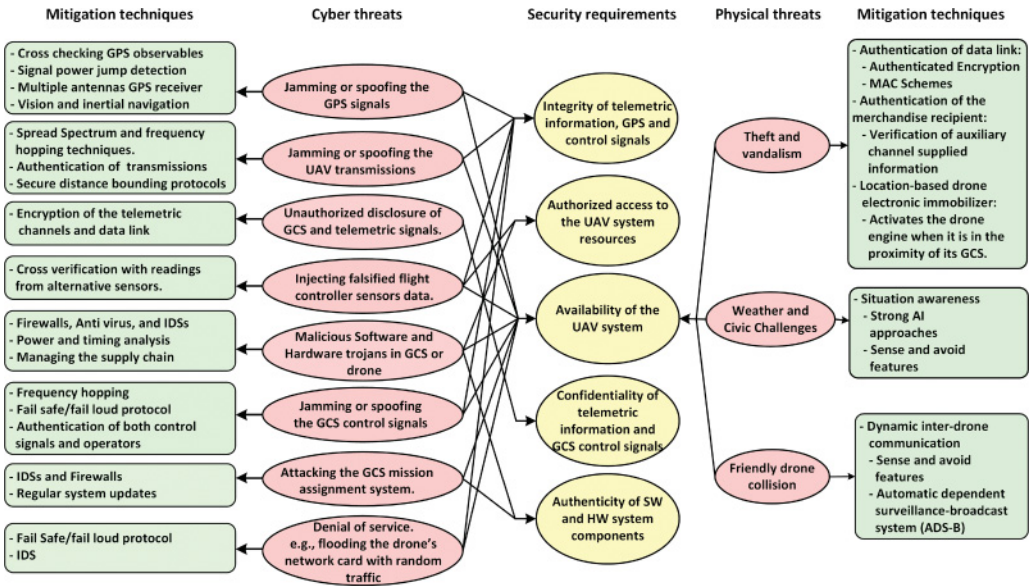 Mitigation techniques
Cyber threats
Security requirements
Physical threats
Mitigation techniques
- Cross checking GPS observables
- Signal power jump detection
- Multiple antennas GPS receiver
- Vision and inertial navigation
- Spread Spectrum and frequency
hopping techniques.
- Authentication of transmissions
- Secure distance bounding protocols
- Encryption of the telemetric
channels and data link
- Cross verification with readings
from alternative sensors.
- Firewalls, Anti virus, and IDSs
- Power and timing analysis
- Managing the supply chain
- Frequency hopping
- Fail safe/fail loud protocol
- Authentication of both control
signals and operators
- IDSs and Firewalls
- Regular system updates
- Fail Safe/fail loud protocol
- IDS
Jamming or spoofing the
GPS signals
Jamming or spoofing the
UAV transmissions
Unauthorized disclosure of
GCS and telemetric signals.
Injecting falsified flight
controller sensors data.
Malicious Software and
Hardware trojans in GCS or
drone
Jamming or spoofing
the GCS control signals
Attacking the GCS mission
assignment system.
Denial of service.
e.g., flooding the drone's
network card with random
traffic
Integrity of telemetric
information, GPS and
control signals
Authorized access to
the UAV system
resources
Availability of the
UAV system
Confidentiality of
telemetric
information and
GCS control signals
Authenticity of SW
and HW system
components
Theft and
vandalism
Weather and
Civic Challenges
Friendly drone
collision
- Authentication of data link:
- Authenticated Encryption
- MAC Schemes
- Authentication of the
merchandise recipient:
- Verification of auxiliary
channel supplied
information
- Location-based drone
electronic immobilizer:
- Activates the drone
engine when it is in the
proximity of its GCS.
- Situation awareness
- Strong AI
approaches
- Sense and avoid
features
- Dynamic inter-drone
communication
- Sense and avoid
features
- Automatic dependent
surveillance-broadcast
system (ADS-B)